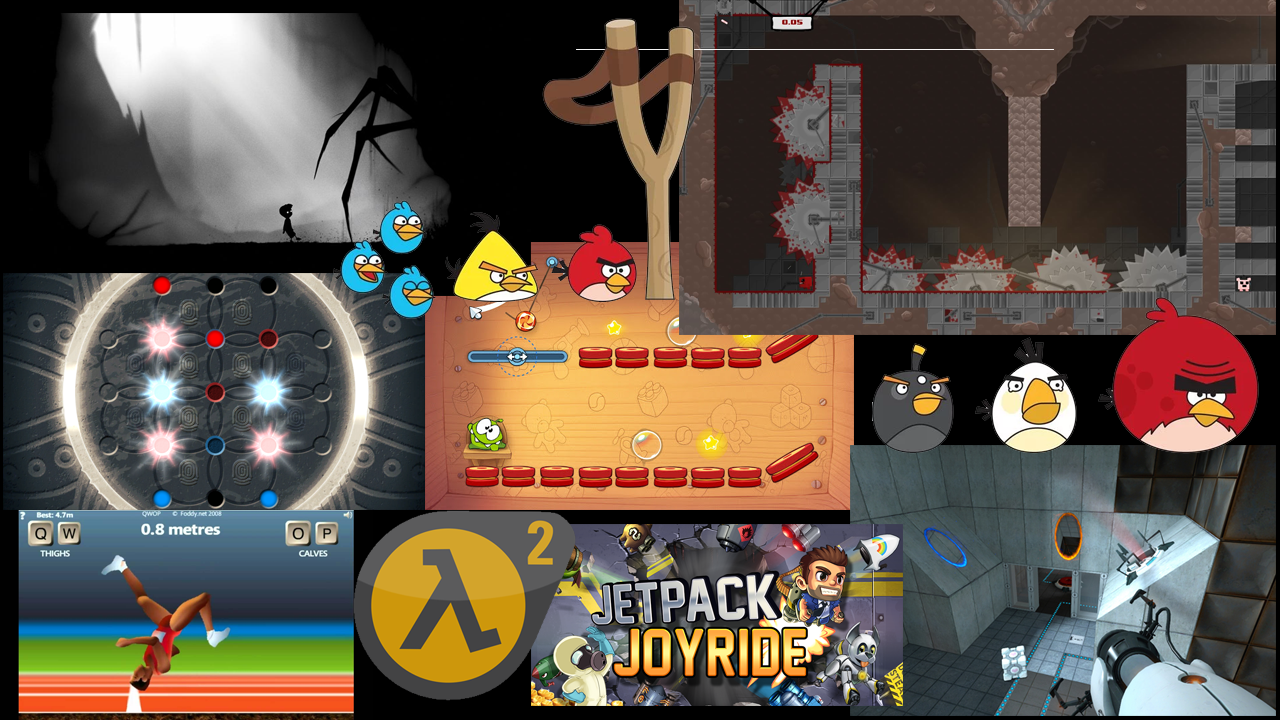 0.05
? Best: 4.7m QWOP © Foddy.net 2008
0.8 metres
Q W O P
THIGHS CALVES
λ 2
JETPACK
JOYRIDE